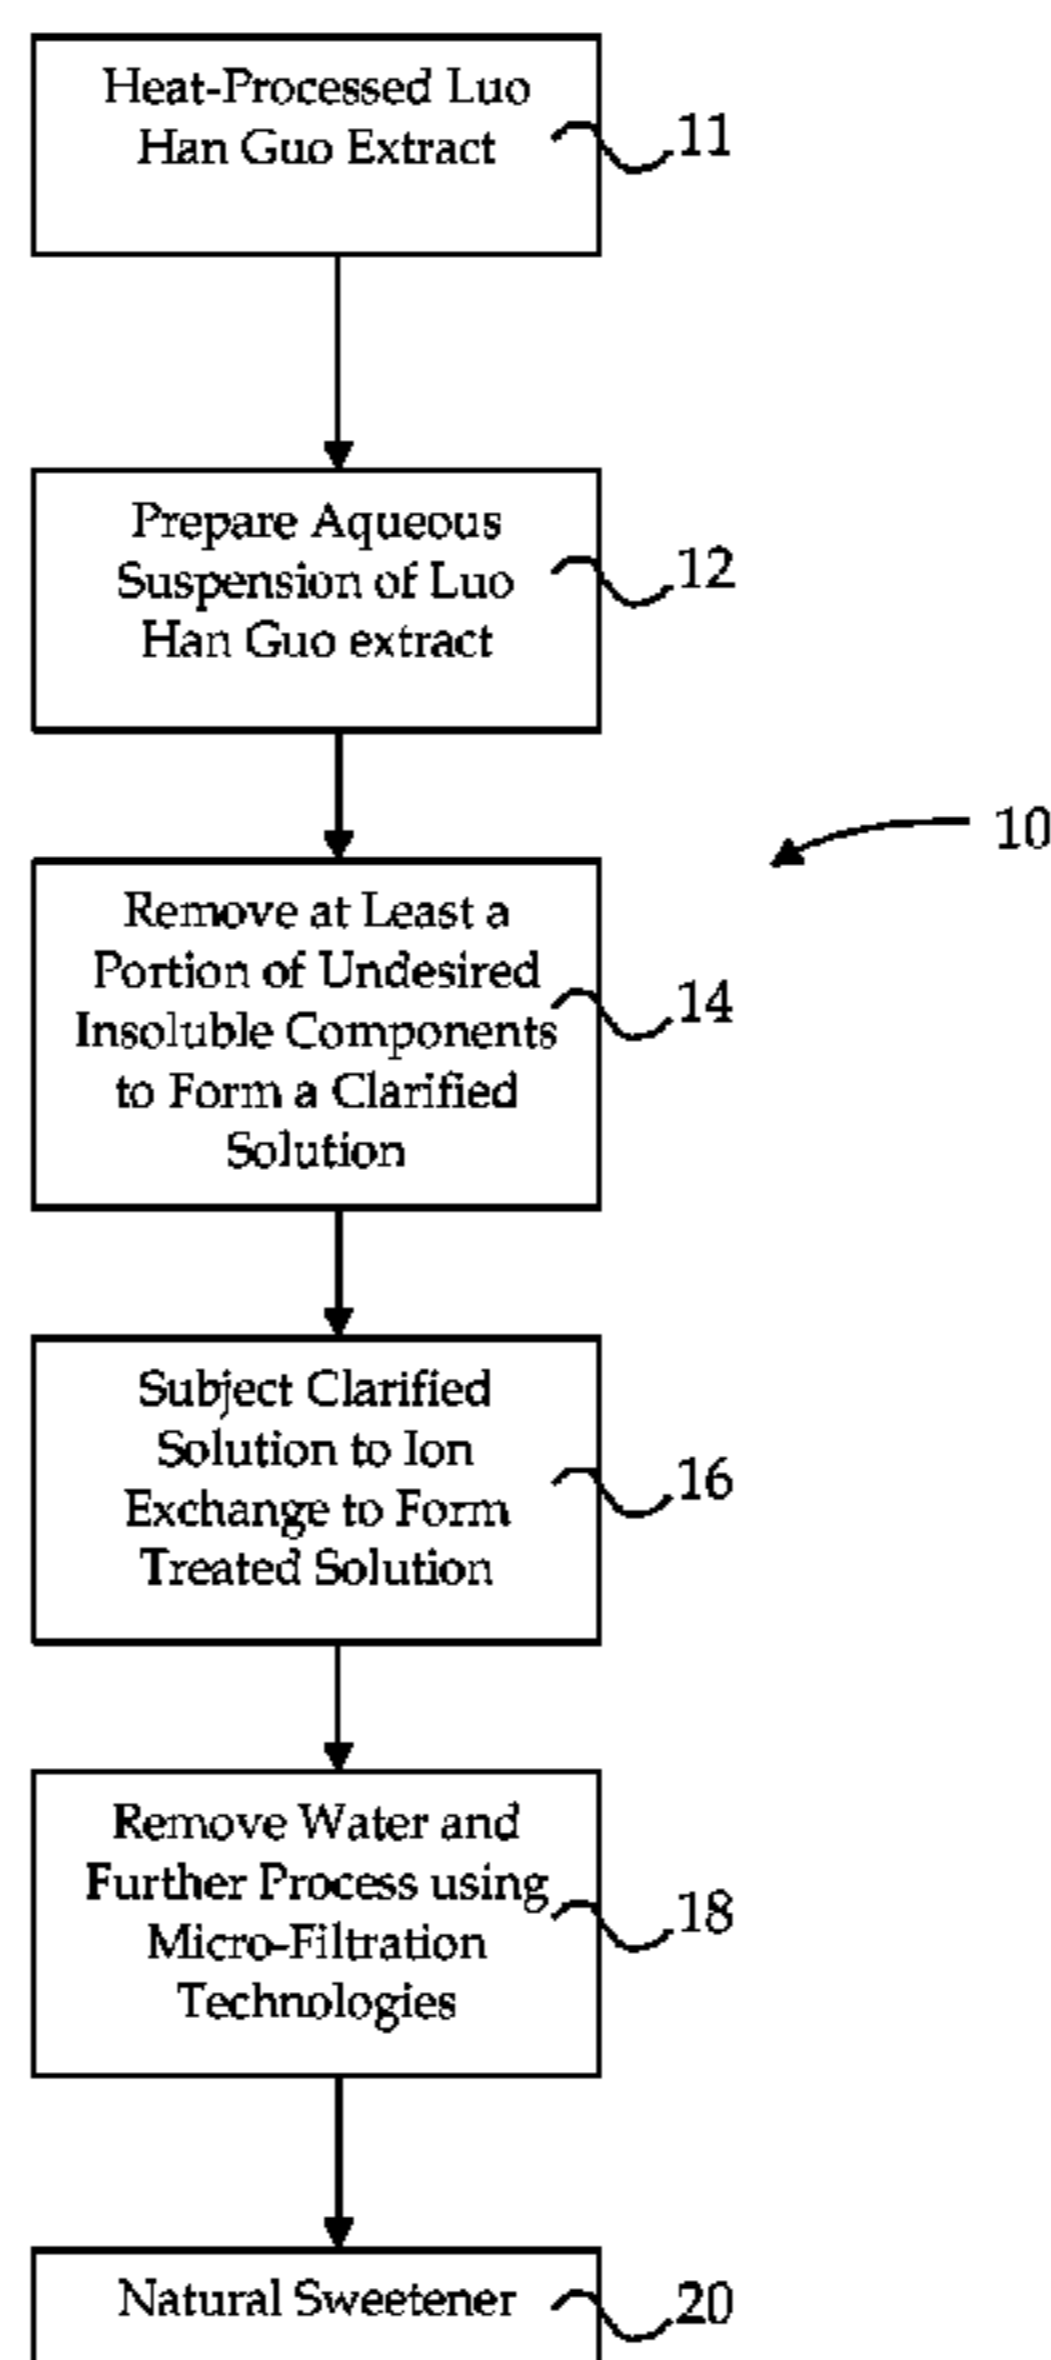 Heat-Processed Luo
Han Guo Extract
11
Prepare Aqueous
Suspension of Luo
Han Guo extract
12
10
Remove at Least a
Portion of Undesired
Insoluble Components
to Form a Clarified
Solution
14
Subject Clarified
Solution to Ion
Exchange to Form
Treated Solution
16
Remove Water and
Further Process using
Micro-Filtration
Technologies
18
Natural Sweetener
20